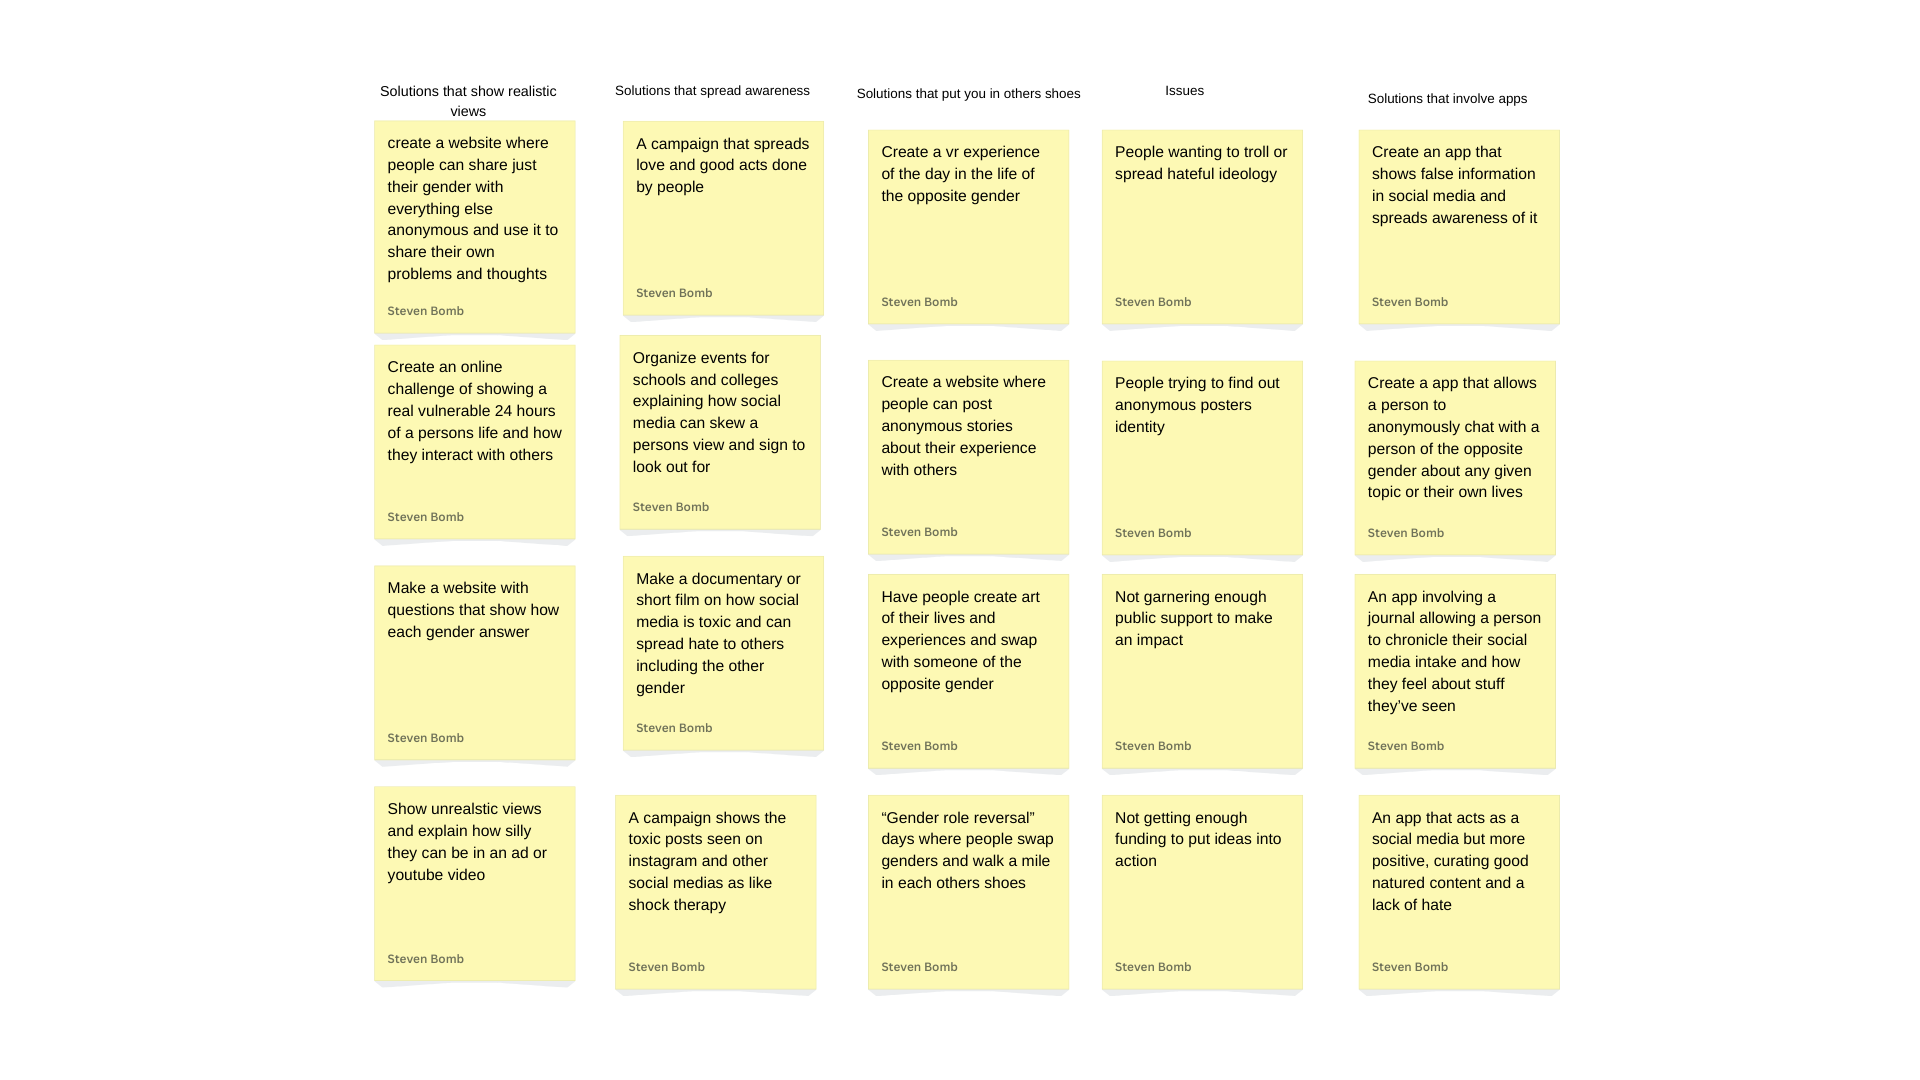 Solutions that show realistic
views
create a website where
people can share just
their gender with
everything else
anonymous and use it to
share their own
problems and thoughts
Steven Bomb
Create an online
challenge of showing a
real vulnerable 24 hours
of a persons life and how
they interact with others
Steven Bomb
Make a website with
questions that show how
each gender answer
Steven Bomb
Show unrealstic views
and explain how silly
they can be in an ad or
youtube video
Steven Bomb
Solutions that spread awareness
A campaign that spreads
love and good acts done
by people
Steven Bomb
Organize events for
schools and colleges
explaining how social
media can skew a
persons view and sign to
look out for
Steven Bomb
Make a documentary or
short film on how social
media is toxic and can
spread hate to others
including the other
gender
Steven Bomb
A campaign shows the
toxic posts seen on
instagram and other
social medias as like
shock therapy
Steven Bomb
Solutions that put you in others shoes
Create a vr experience
of the day in the life of
the opposite gender
Steven Bomb
Create a website where
people can post
anonymous stories
about their experience
with others
Steven Bomb
Have people create art
of their lives and
experiences and swap
with someone of the
opposite gender
Steven Bomb
“Gender role reversal”
days where people swap
genders and walk a mile
in each others shoes
Steven Bomb
Issues
People wanting to troll or
spread hateful ideology
Steven Bomb
People trying to find out
anonymous posters
identity
Steven Bomb
Not garnering enough
public support to make
an impact
Steven Bomb
Not getting enough
funding to put ideas into
action
Steven Bomb
Solutions that involve apps
Create an app that
shows false information
in social media and
spreads awareness of it
Steven Bomb
Create a app that allows
a person to
anonymously chat with a
person of the opposite
gender about any given
topic or their own lives
Steven Bomb
An app involving a
journal allowing a person
to chronicle their social
media intake and how
they feel about stuff
they’ve seen
Steven Bomb
An app that acts as a
social media but more
positive, curating good
natured content and a
lack of hate
Steven Bomb